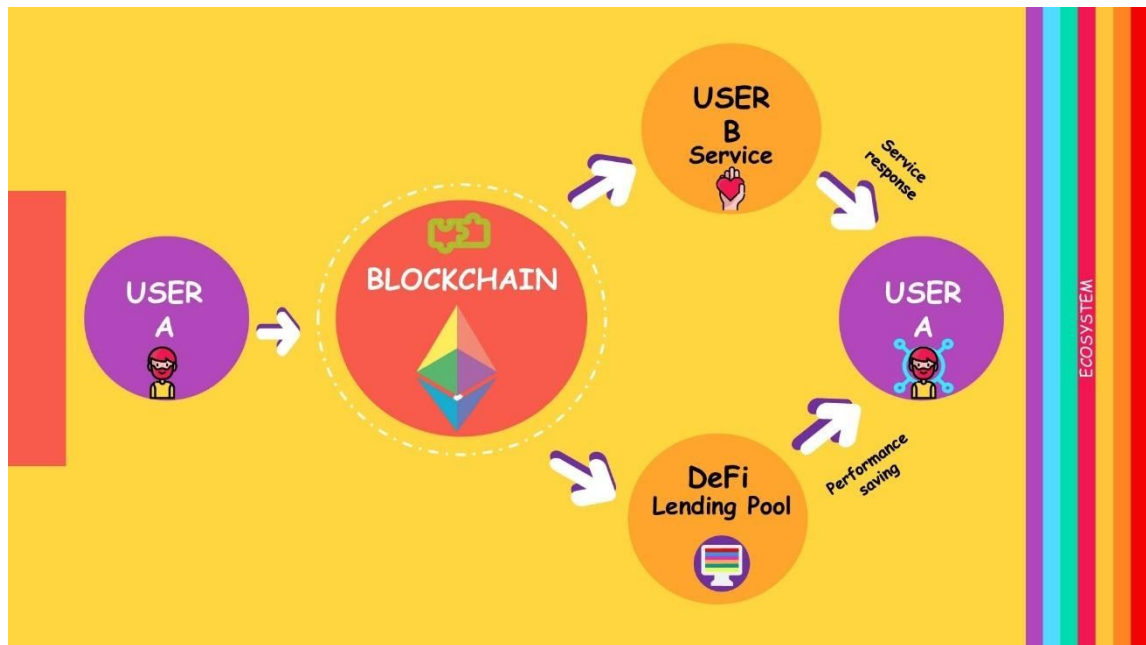 USER
A
BLOCKCHAIN
USER
B
Service
Service
response
DeFi
Lending Pool
Performance
saving
USER
A
ECOSYSTEM